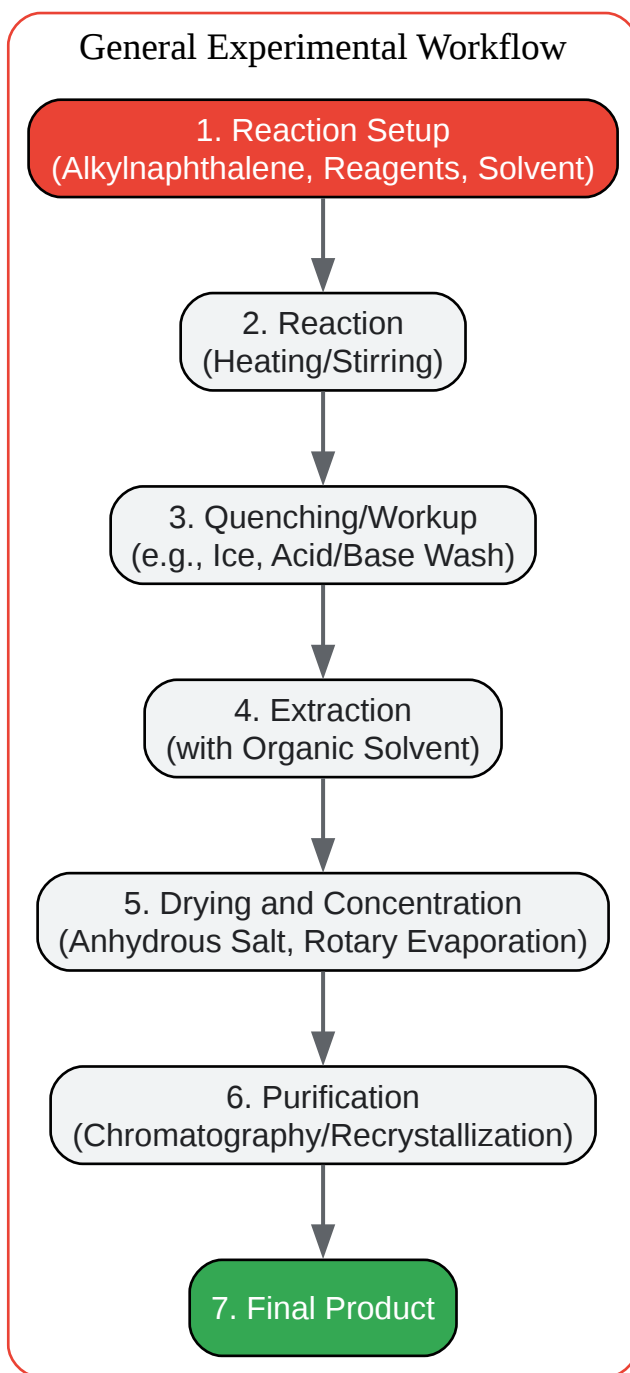 General Experimental Workflow
1. Reaction Setup
(Alkylnaphthalene, Reagents, Solvent)
2. Reaction
(Heating/Stirring)
3. Quenching/Workup
(e.g., Ice, Acid/Base Wash)
4. Extraction
(with Organic Solvent)
5. Drying and Concentration
(Anhydrous Salt, Rotary Evaporation)
6. Purification
(Chromatography/Recrystallization)
7. Final Product